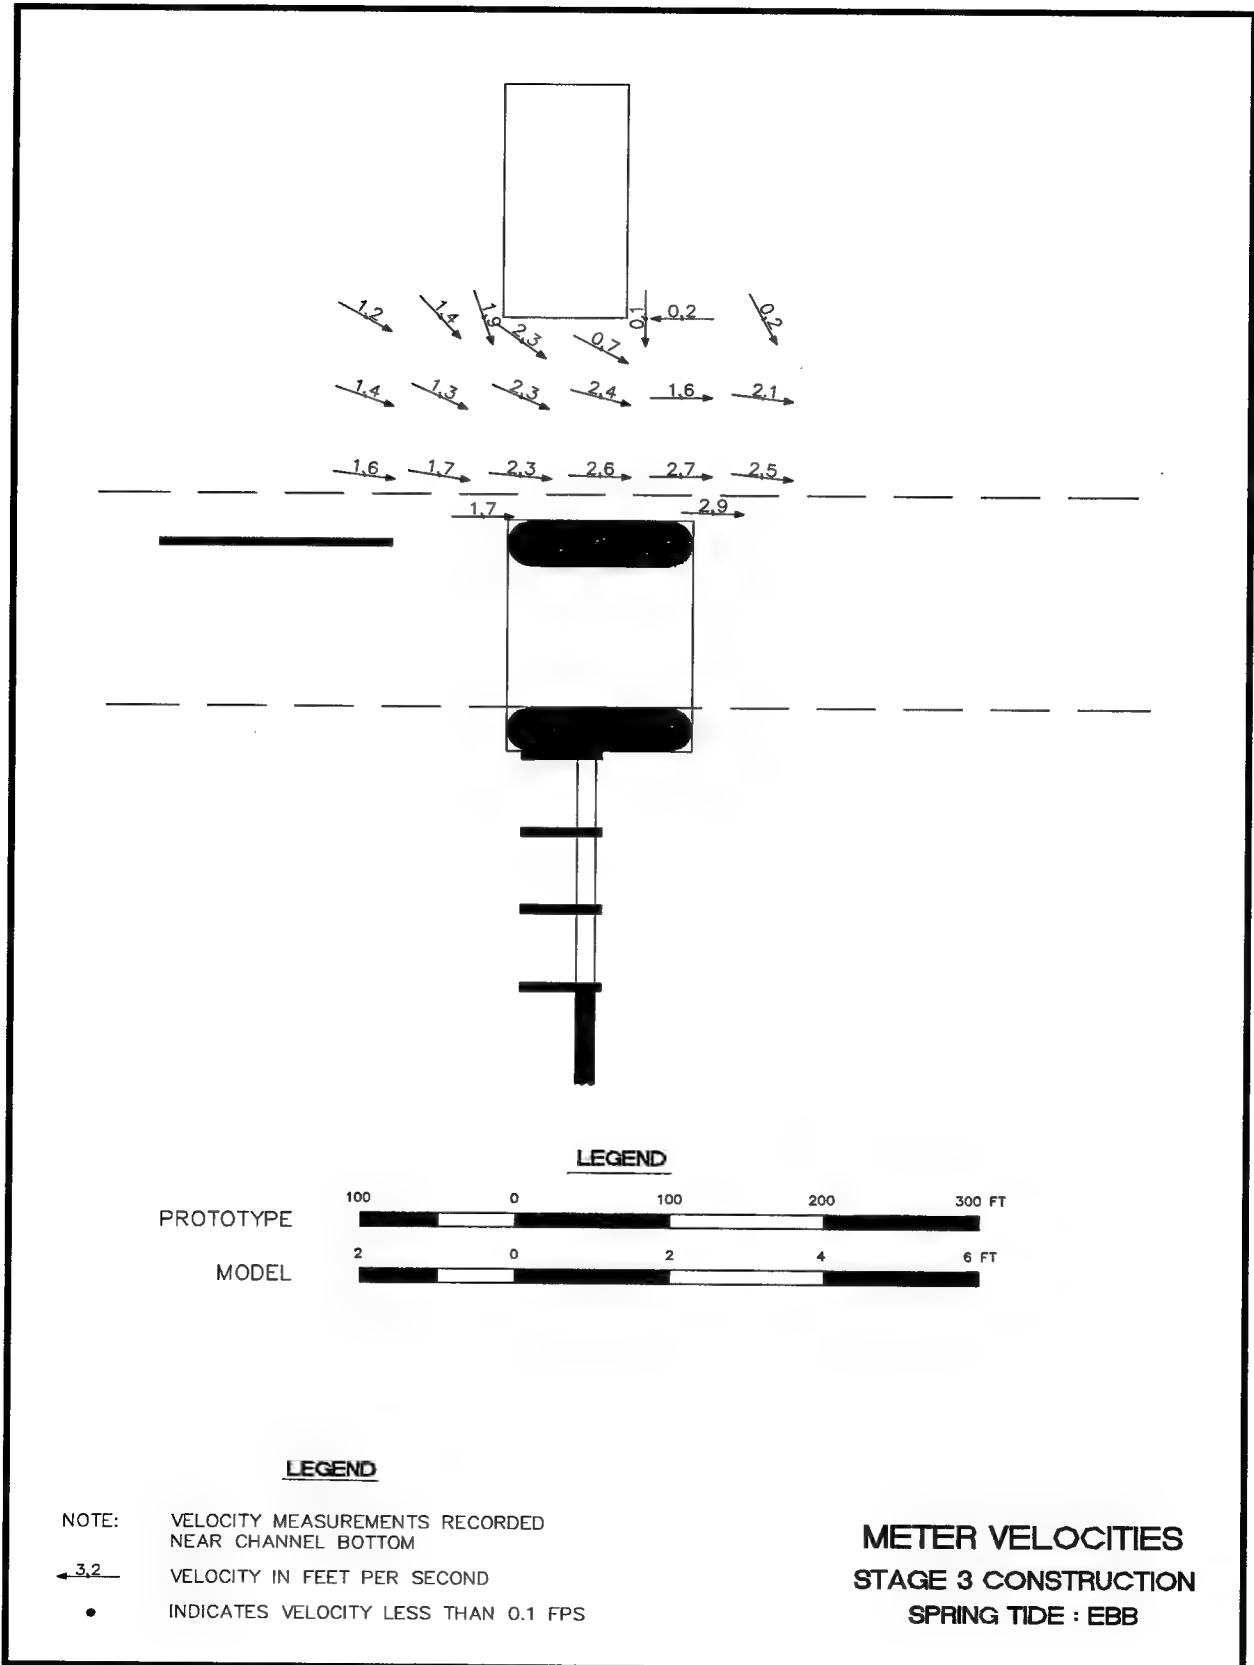 1.2 1.4 1.9 2.3 0.7 0.1 0.2 0.2
1.4 1.3 2.3 2.4 1.6 2.1
1.6 1.7 2.3 2.6 2.7 2.5
1.7 2.9
LEGEND
100 0 100 200 300 FT
PROTOTYPE
2 0 2 4 6 FT
MODEL
LEGEND
NOTE: VELOCITY MEASUREMENTS RECORDED
NEAR CHANNEL BOTTOM
3.2 VELOCITY IN FEET PER SECOND
INDICATES VELOCITY LESS THAN 0.1 FPS
METER VELOCITIES
STAGE 3 CONSTRUCTION
SPRING TIDE : EBB